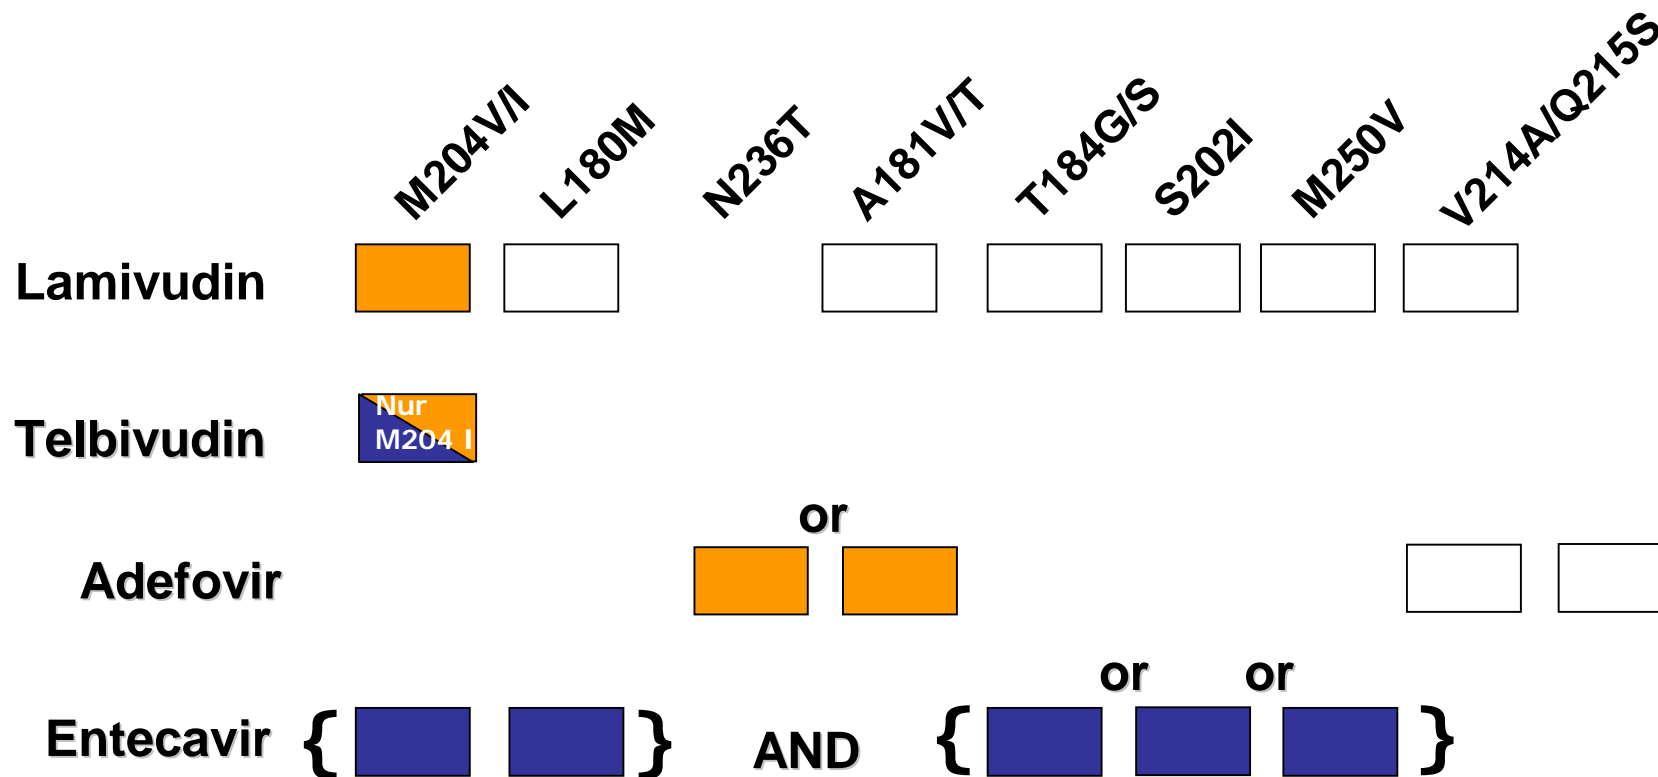 M204V/I
L180M
N236T
A181V/T
T184G/S
S202I
M250V
V214A/Q215S
Lamivudin
Telbivudin
Nur
M204 I
or
Adefovir
or or
Entecavir { } AND { }